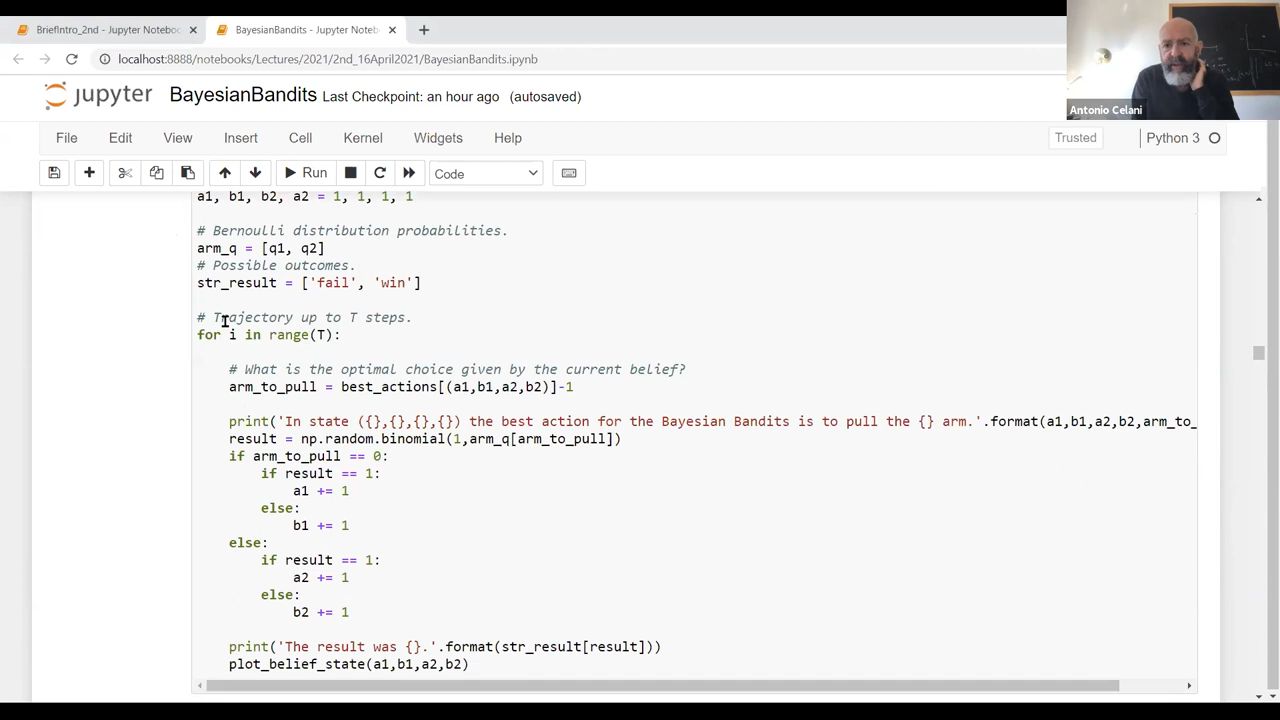 BriefIntro_2nd - Jupyter Noteboo
BayesianBandits - Jupyter Noteb
localhost:8888/notebooks/Lectures/2021/2nd_16April2021/BayesianBandits.ipynb
Antonio Celani
jupyter BayesianBandits Last Checkpoint: an hour ago (autosaved)
File Edit View Insert Cell Kernel Widgets Help Trusted Python 3
Run Code
a1, b1, b2, a2 = 1, 1, 1, 1
# Bernoulli distribution probabilities.
arm_q = [q1, q2]
# Possible outcomes.
str_result = ['fail', 'win']
# Trajectory up to T steps.
for i in range(T):
# What is the optimal choice given by the current belief?
arm_to_pull = best_actions[(a1,b1,a2,b2)]-1
print('In state ({},{},{},{}) the best action for the Bayesian Bandits is to pull the {} arm.'.format(a1,b1,a2,b2,arm_to_
result = np.random.binomial(1,arm_q[arm_to_pull])
if arm_to_pull == 0:
if result == 1:
a1 += 1
else:
b1 += 1
else:
if result == 1:
a2 += 1
else:
b2 += 1
print('The result was {}.'.format(str_result[result]))
plot_belief_state(a1,b1,a2,b2)